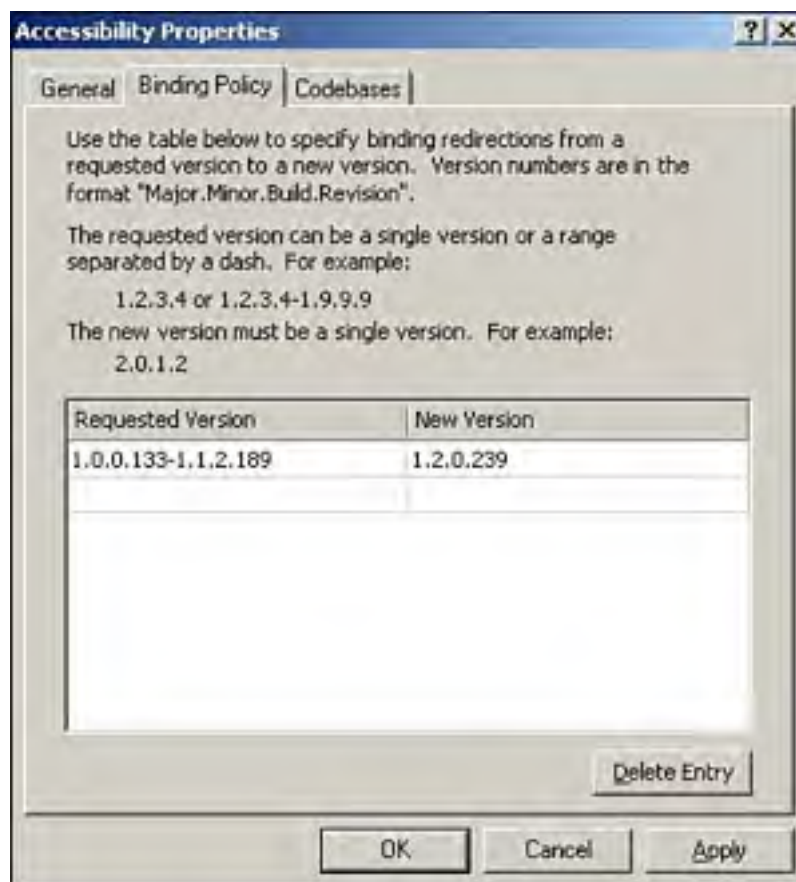 Accessibility Properties
General Binding Policy Codebases
Use the table below to specify binding redirections from a
requested version to a new version. Version numbers are in the
format "Major.Minor.Build.Revision".
The requested version can be a single version or a range
separated by a dash. For example:
1.2.3.4 or 1.2.3.4-1.9.9.9
The new version must be a single version. For example:
2.0.1.2
Requested Version New Version
1.0.0.133-1.1.2.189 1.2.0.239
Delete Entry
OK Cancel Apply